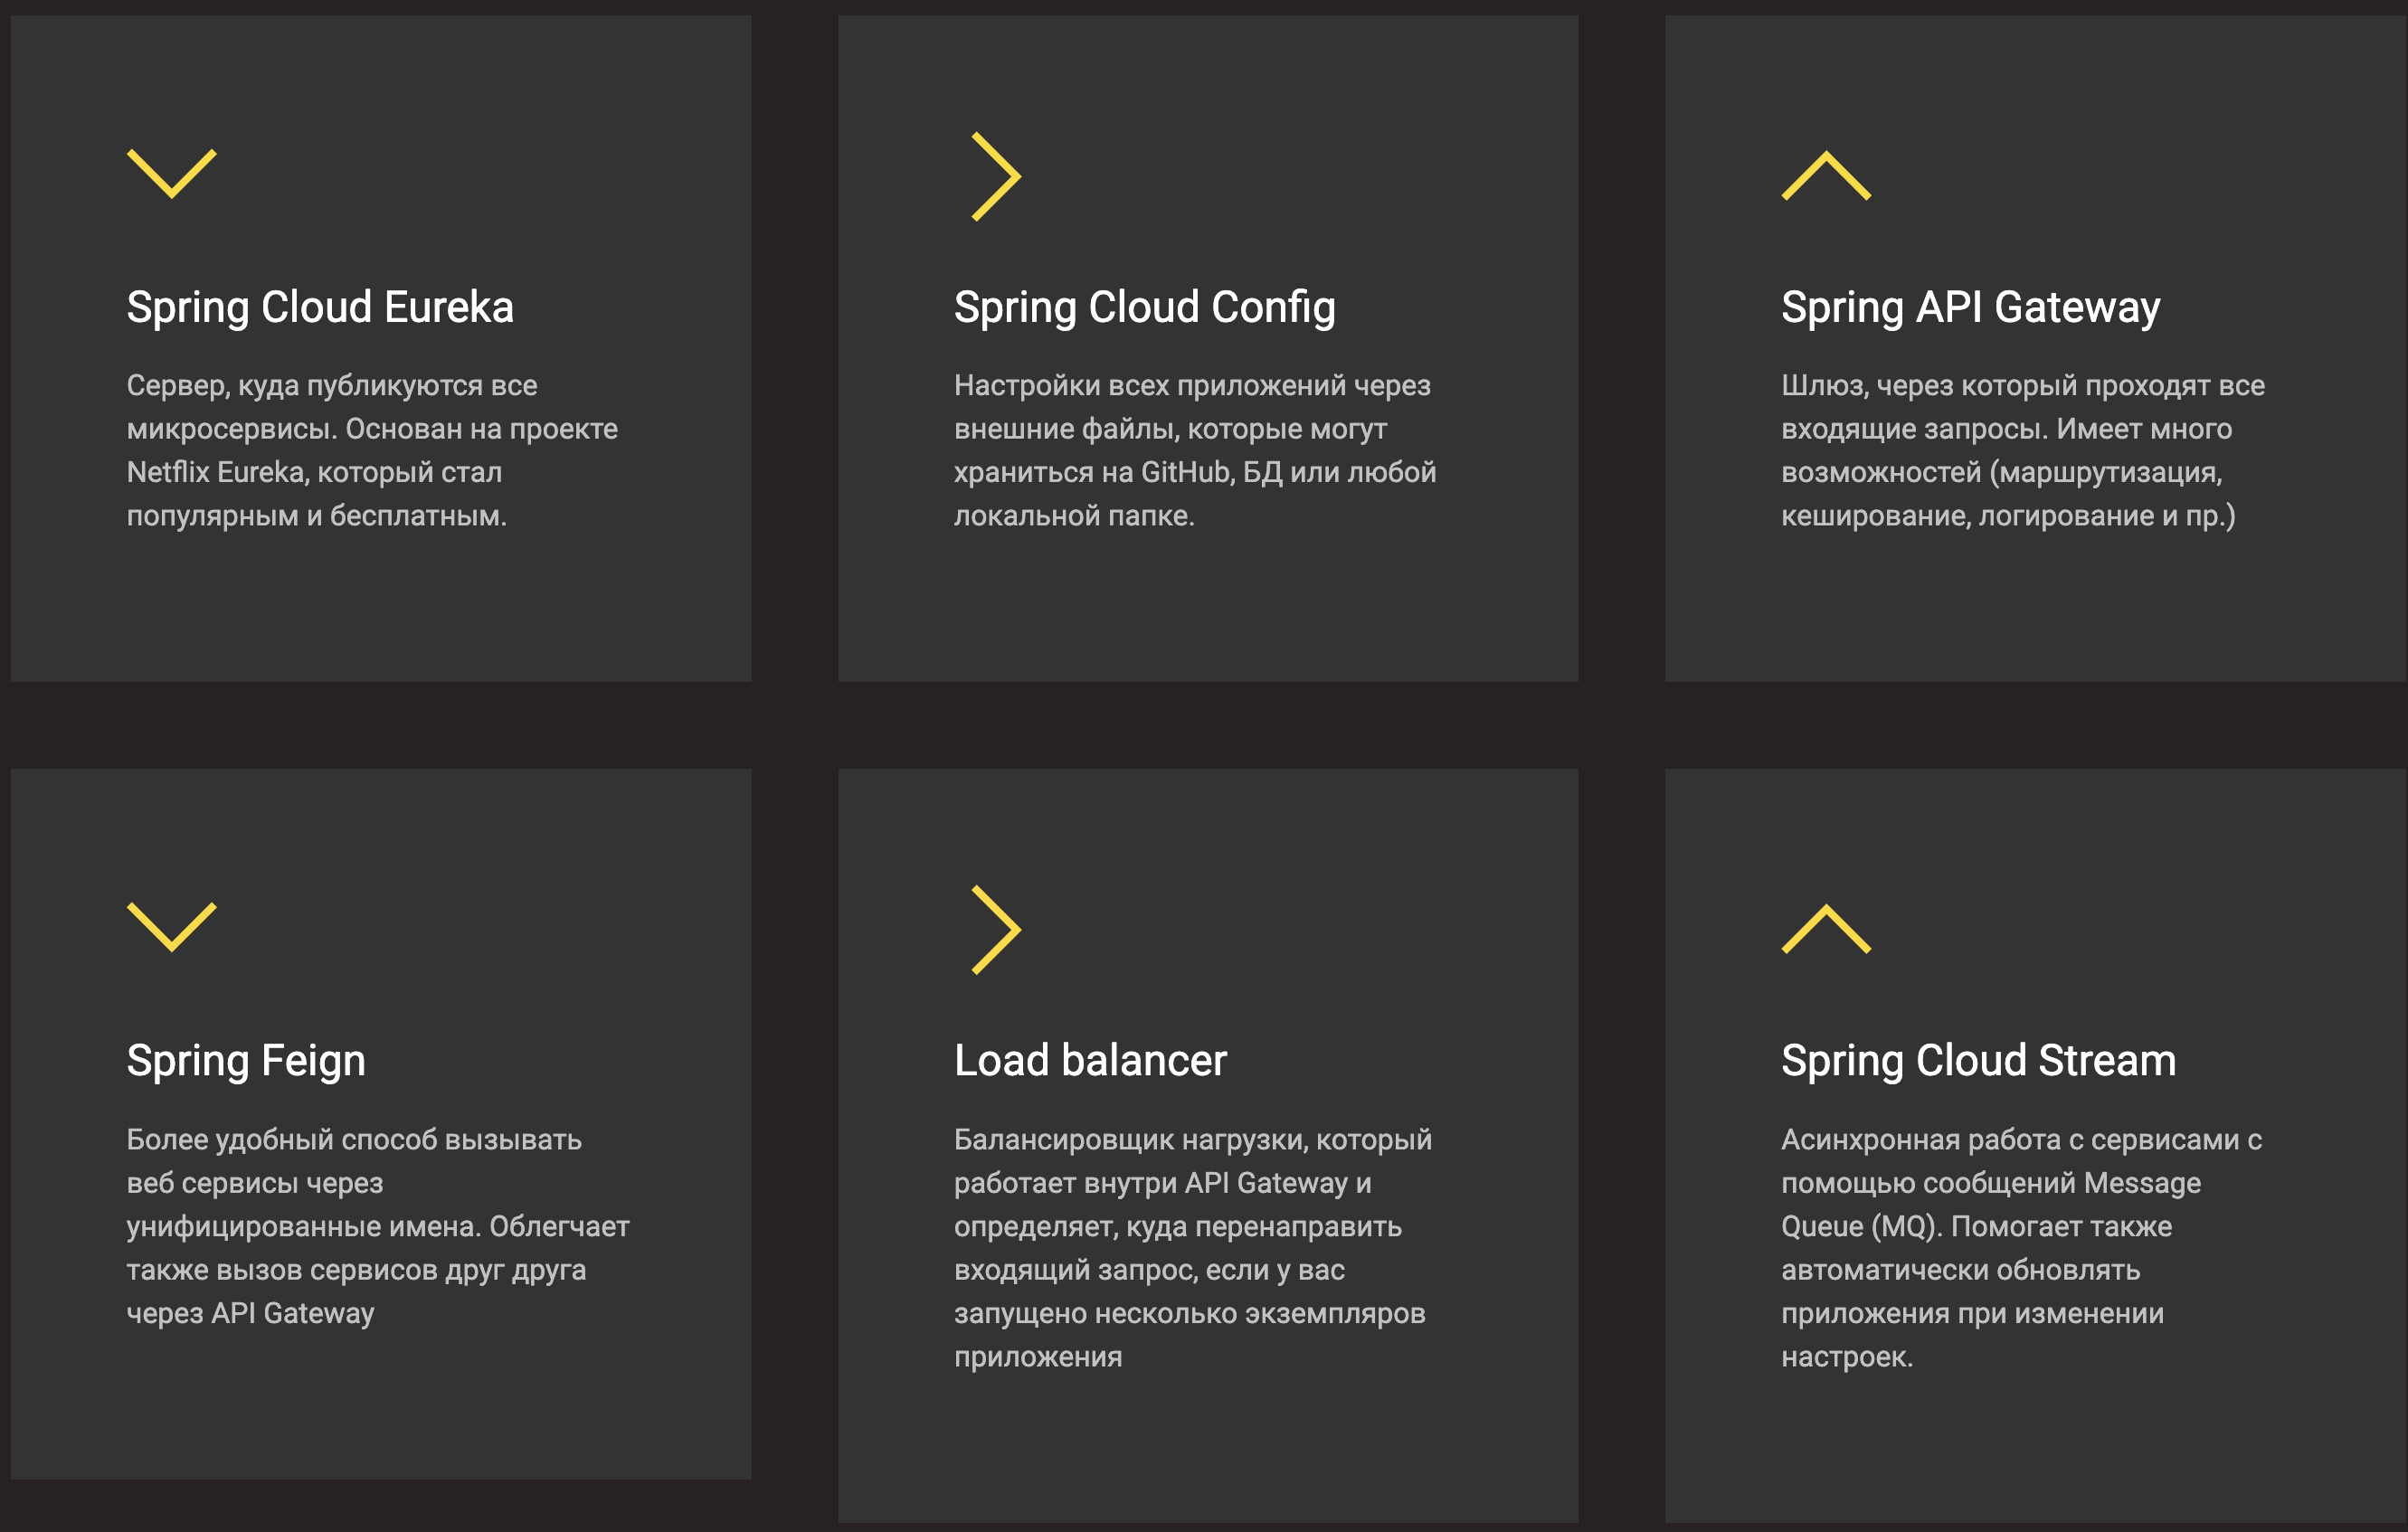 Spring Cloud Eureka
Сервер, куда публикуются все
микросервисы. Основан на проекте
Netflix Eureka, который стал
популярным и бесплатным.
Spring Cloud Config
Настройки всех приложений через
внешние файлы, которые могут
храниться на GitHub, БД или любой
локальной папке.
Spring API Gateway
Шлюз, через который проходят все
входящие запросы. Имеет много
возможностей (маршрутизация,
кеширование, логирование и пр.)
Spring Feign
Более удобный способ вызывать
веб сервисы через
унифицированные имена. Облегчает
также вызов сервисов друг друга
через API Gateway
Load balancer
Балансировщик нагрузки, который
работает внутри API Gateway и
определяет, куда перенаправить
входящий запрос, если у вас
запущено несколько экземпляров
приложения
Spring Cloud Stream
Асинхронная работа с сервисами с
помощью сообщений Message
Queue (MQ). Помогает также
автоматически обновлять
приложения при изменении
настроек.